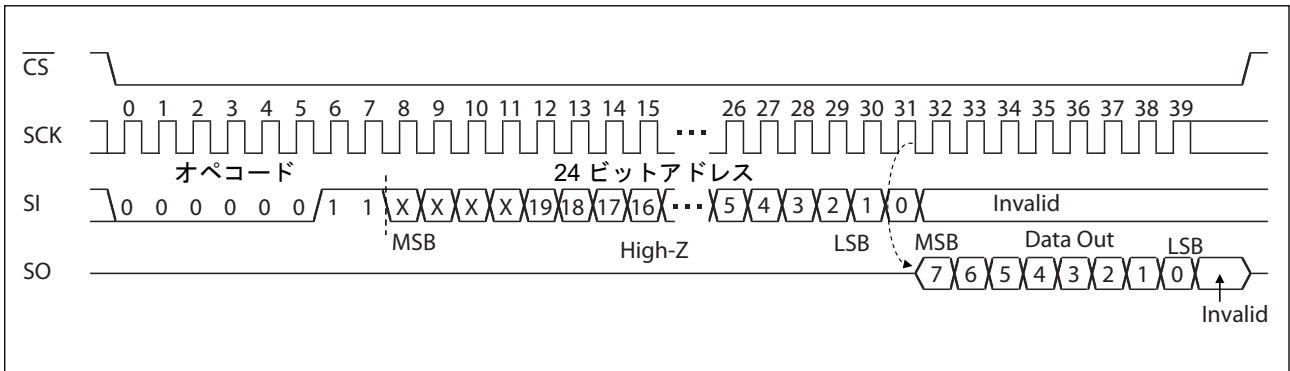 CS
0 1 2 3 4 5 6 7 8 9 10 11 12 13 14 15 26 27 28 29 30 31 32 33 34 35 36 37 38 39
SCK
オペコード 24 ビットアドレス
SI 0 0 0 0 0 0 1 1 X X X X 19 18 17 16 5 4 3 2 1 0 Invalid
MSB High-Z LSB MSB Data Out LSB
SO 7 6 5 4 3 2 1 0
Invalid